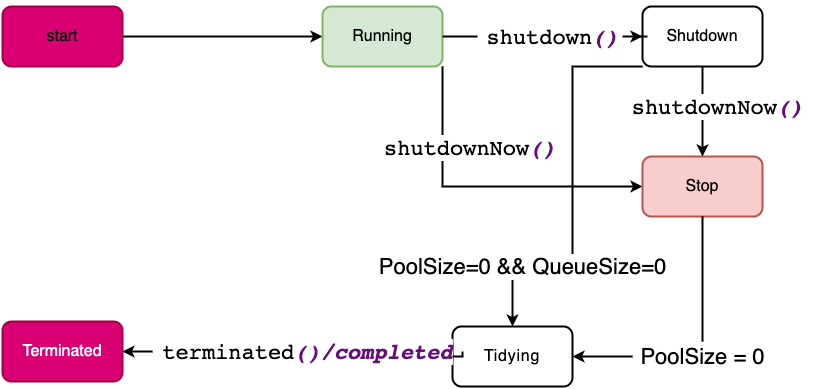 start
Running
shutdown()
Shutdown
shutdownNow()
shutdownNow()
Stop
PoolSize=0 && QueueSize=0
Terminated
terminated()/completed
Tidying
PoolSize = 0